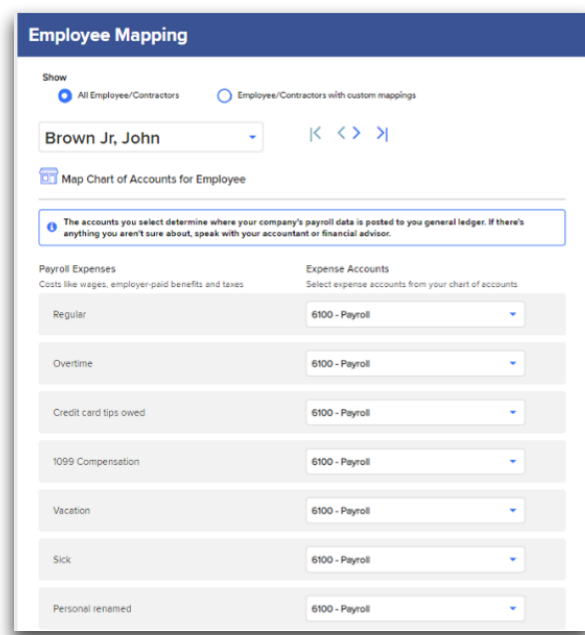 Employee Mapping
Show
All Employee/Contractors
Employee/Contractors with custom mappings
Brown Jr, John
Map Chart of Accounts for Employee
The accounts you select determine where your company's payroll data is posted to you general ledger. If there's
anything you aren't sure about, speak with your accountant or financial advisor.
Payroll Expenses
Expense Accounts
Costs like wages, employer-paid benefits and taxes
Select expense accounts from your chart of accounts
Regular
6100 - Payroll
Overtime
6100 - Payroll
Credit card tips owed
6100 - Payroll
1099 Compensation
6100 - Payroll
Vacation
6100 - Payroll
Sick
6100 - Payroll
Personal renamed
6100 - Payroll